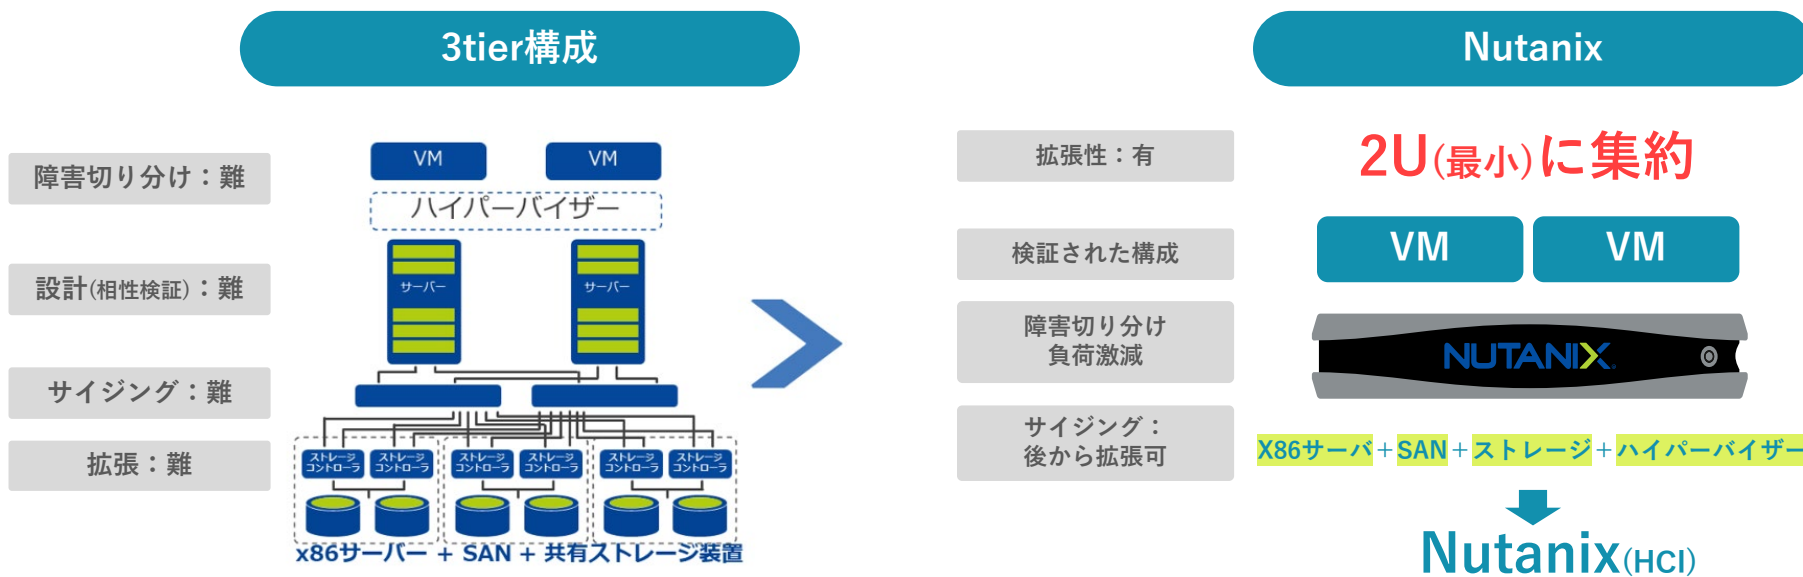 3tier構成
障害切り分け：難
設計(相性検証)：難
サイジング：難
拡張：難
VM
VM
ハイパーバイザー
サーバー
サーバー
ストレージ
コントローラ
ストレージ
コントローラ
ストレージ
コントローラ
ストレージ
コントローラ
ストレージ
コントローラ
ストレージ
コントローラ
x86サーバー + SAN + 共有ストレージ装置
Nutanix
拡張性：有
検証された構成
障害切り分け
負荷激減
サイジング：
後から拡張可
2U(最小)に集約
VM
VM
NUTANIX
X86サーバ+SAN+ストレージ+ハイパーバイザー
Nutanix(HCI)